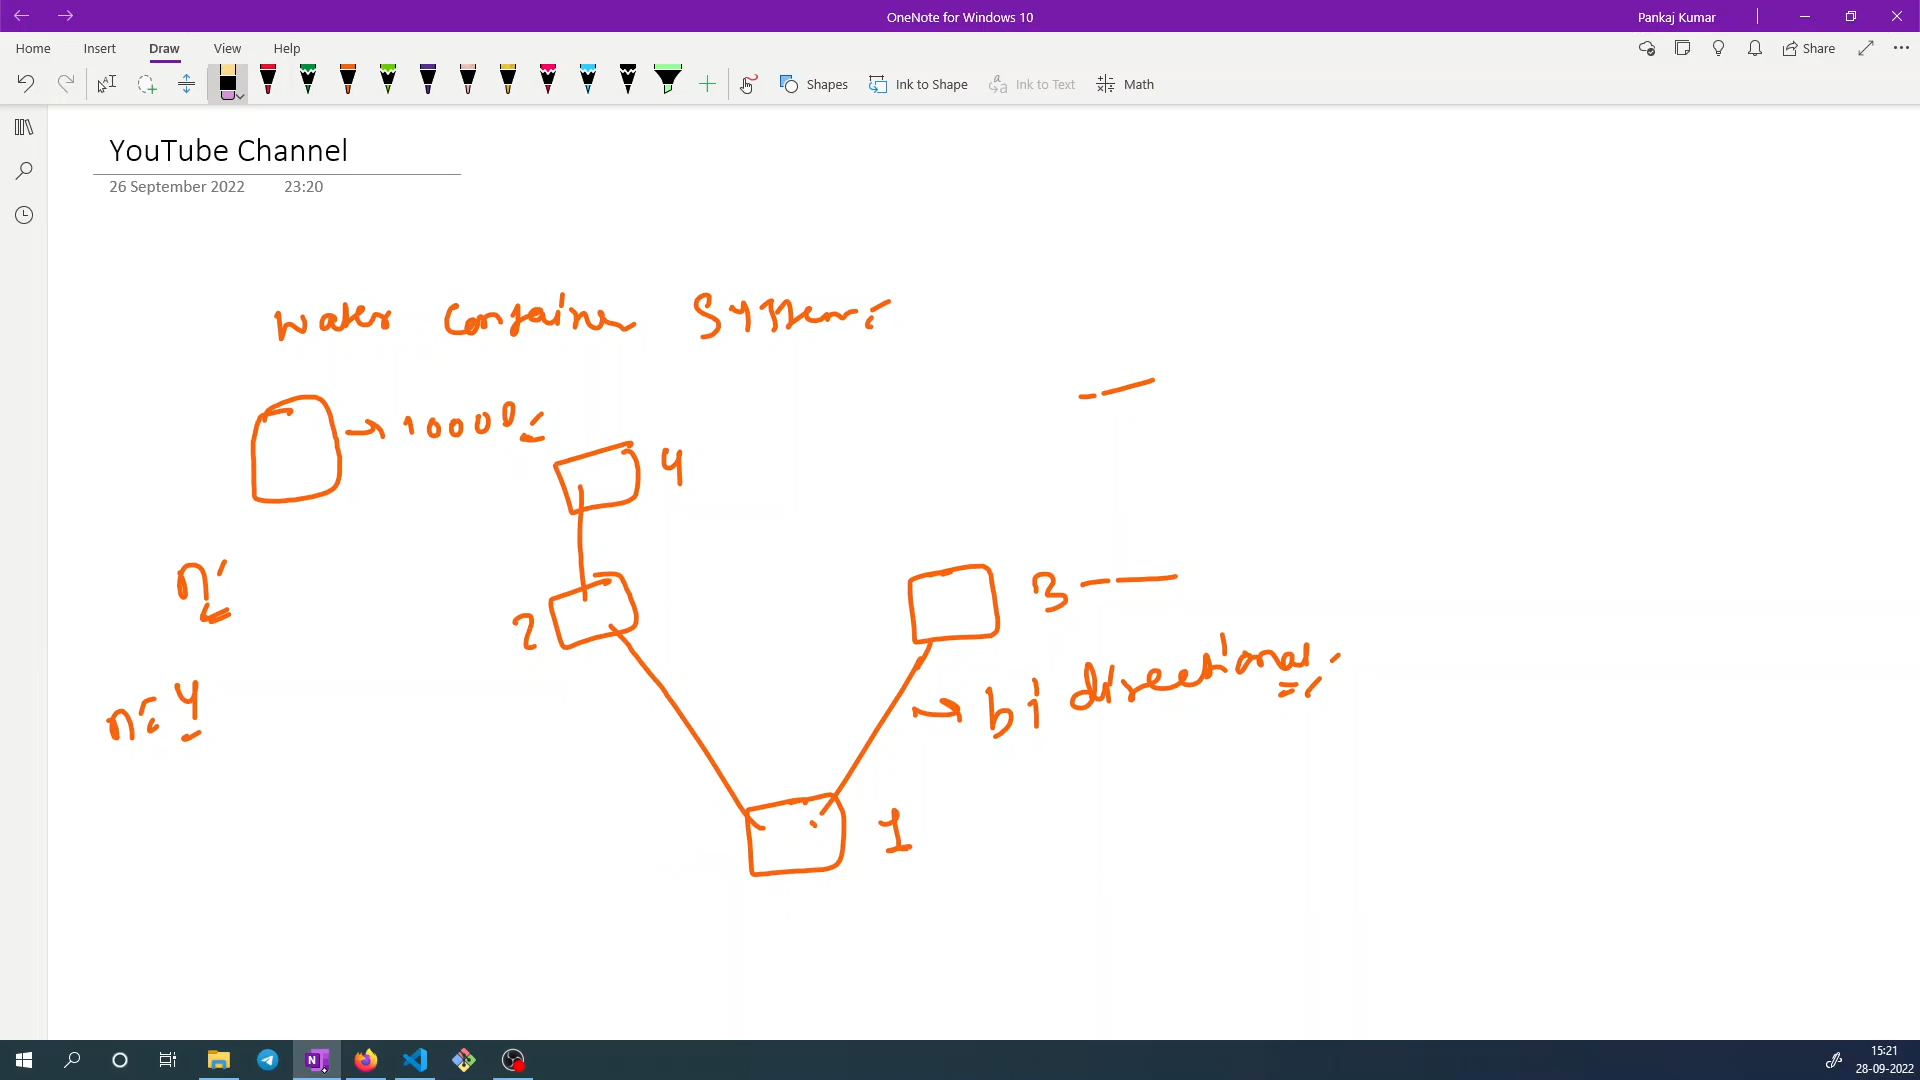 OneNote for Windows 10
Pankaj Kumar
Home Insert Draw View Help
Share
Shapes Ink to Shape Ink to Text Math
YouTube Channel
26 September 2022 23:20
Water Container System:
→ 10000
4
n
2
3
n = 4
→ bi directional
1
15:21
28-09-2022